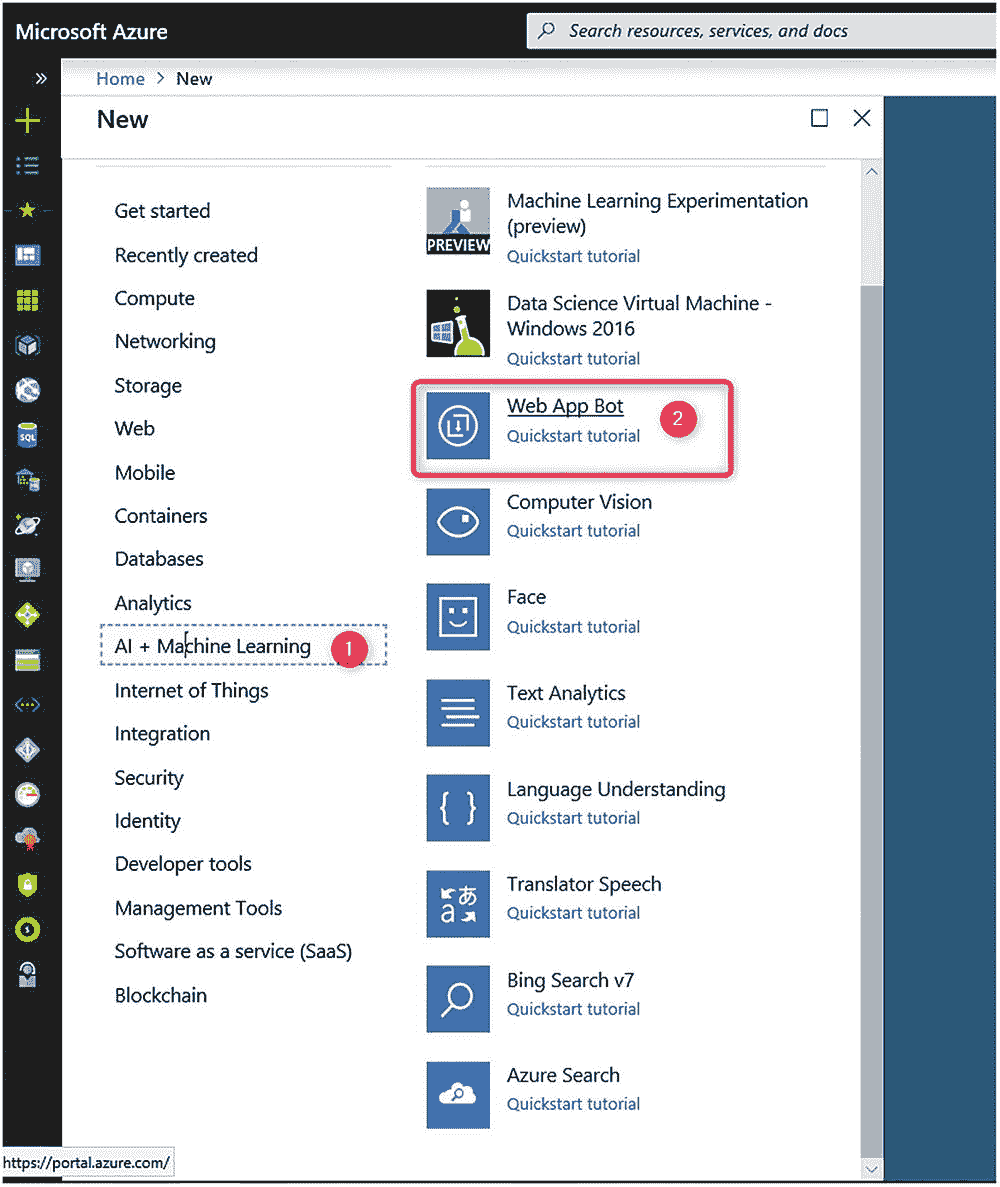 Microsoft Azure
Search resources, services, and docs
Home > New
New
Get started
Recently created
Compute
Networking
Storage
Web
Mobile
Containers
Databases
Analytics
AI + Machine Learning 1
Internet of Things
Integration
Security
Identity
Developer tools
Management Tools
Software as a service (SaaS)
Blockchain
PREVIEW
Machine Learning Experimentation
(preview)
Quickstart tutorial
Data Science Virtual Machine -
Windows 2016
Quickstart tutorial
Web App Bot 2
Quickstart tutorial
Computer Vision
Quickstart tutorial
Face
Quickstart tutorial
Text Analytics
Quickstart tutorial
{ }
Language Understanding
Quickstart tutorial
あ
a
Translator Speech
Quickstart tutorial
Bing Search v7
Quickstart tutorial
Azure Search
Quickstart tutorial
SQL
https://portal.azure.com/